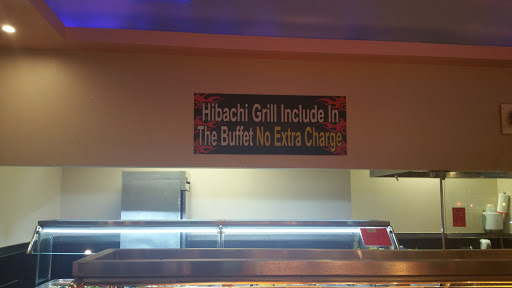 Hibachi Grill Include In
The Buffet No Extra Charge